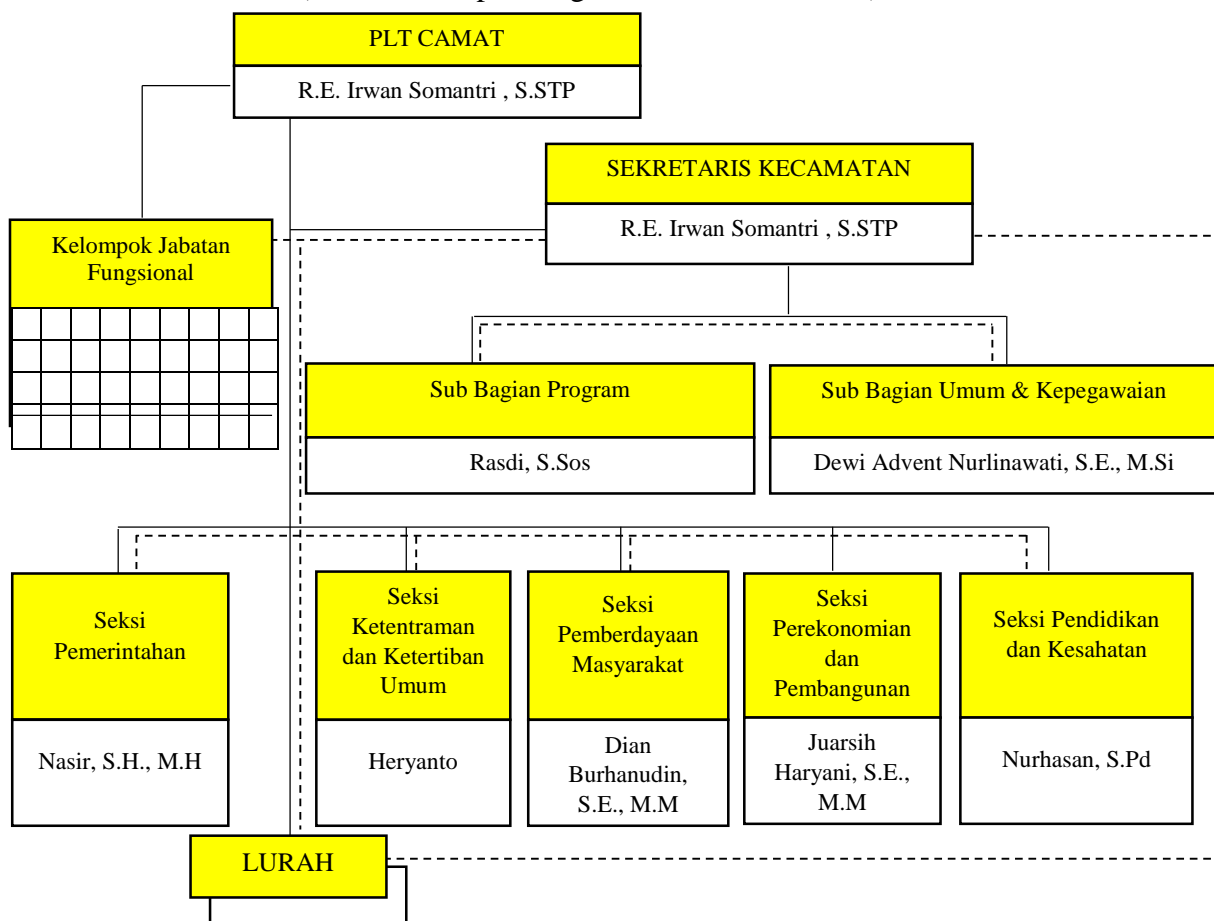 PLT CAMAT
R.E. Irwan Somantri , S.STP
SEKRETARIS KECAMATAN
R.E. Irwan Somantri , S.STP
Kelompok Jabatan
Fungsional
Sub Bagian Program
Rasdi, S.Sos
Sub Bagian Umum & Kepegawaian
Dewi Advent Nurlinawati, S.E., M.Si
Seksi
Pemerintahan
Nasir, S.H., M.H
Seksi
Ketentraman
dan Ketertiban
Umum
Heryanto
Seksi
Pemberdayaan
Masyarakat
Dian
Burhanudin,
S.E., M.M
Seksi
Perekonomian
dan
Pembangunan
Juarsih
Haryani, S.E.,
M.M
Seksi Pendidikan
dan Kesahatan
Nurhasan, S.Pd
LURAH